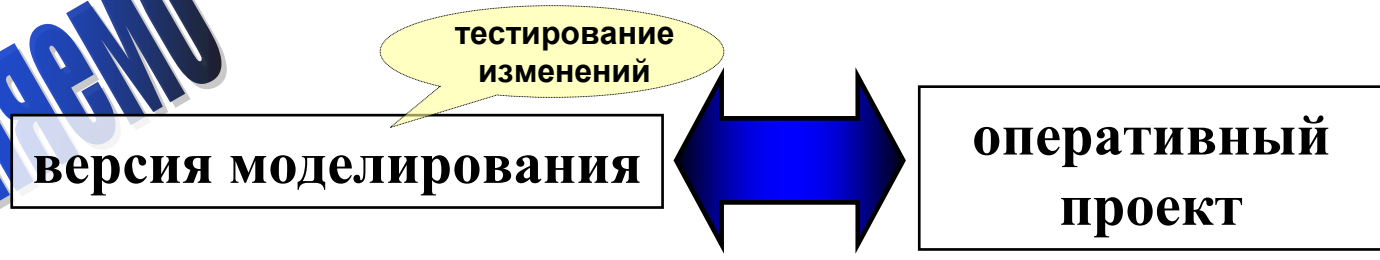 тестирование
изменений
версия моделирования
оперативный
проект